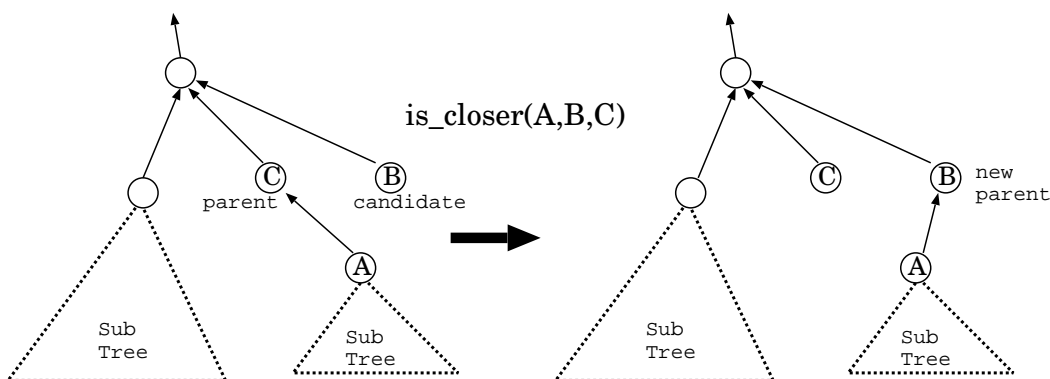 is_closer(A,B,C)
C
B
parent
candidate
A
Sub
Tree
Sub
Tree
C
B
new
parent
A
Sub
Tree
Sub
Tree